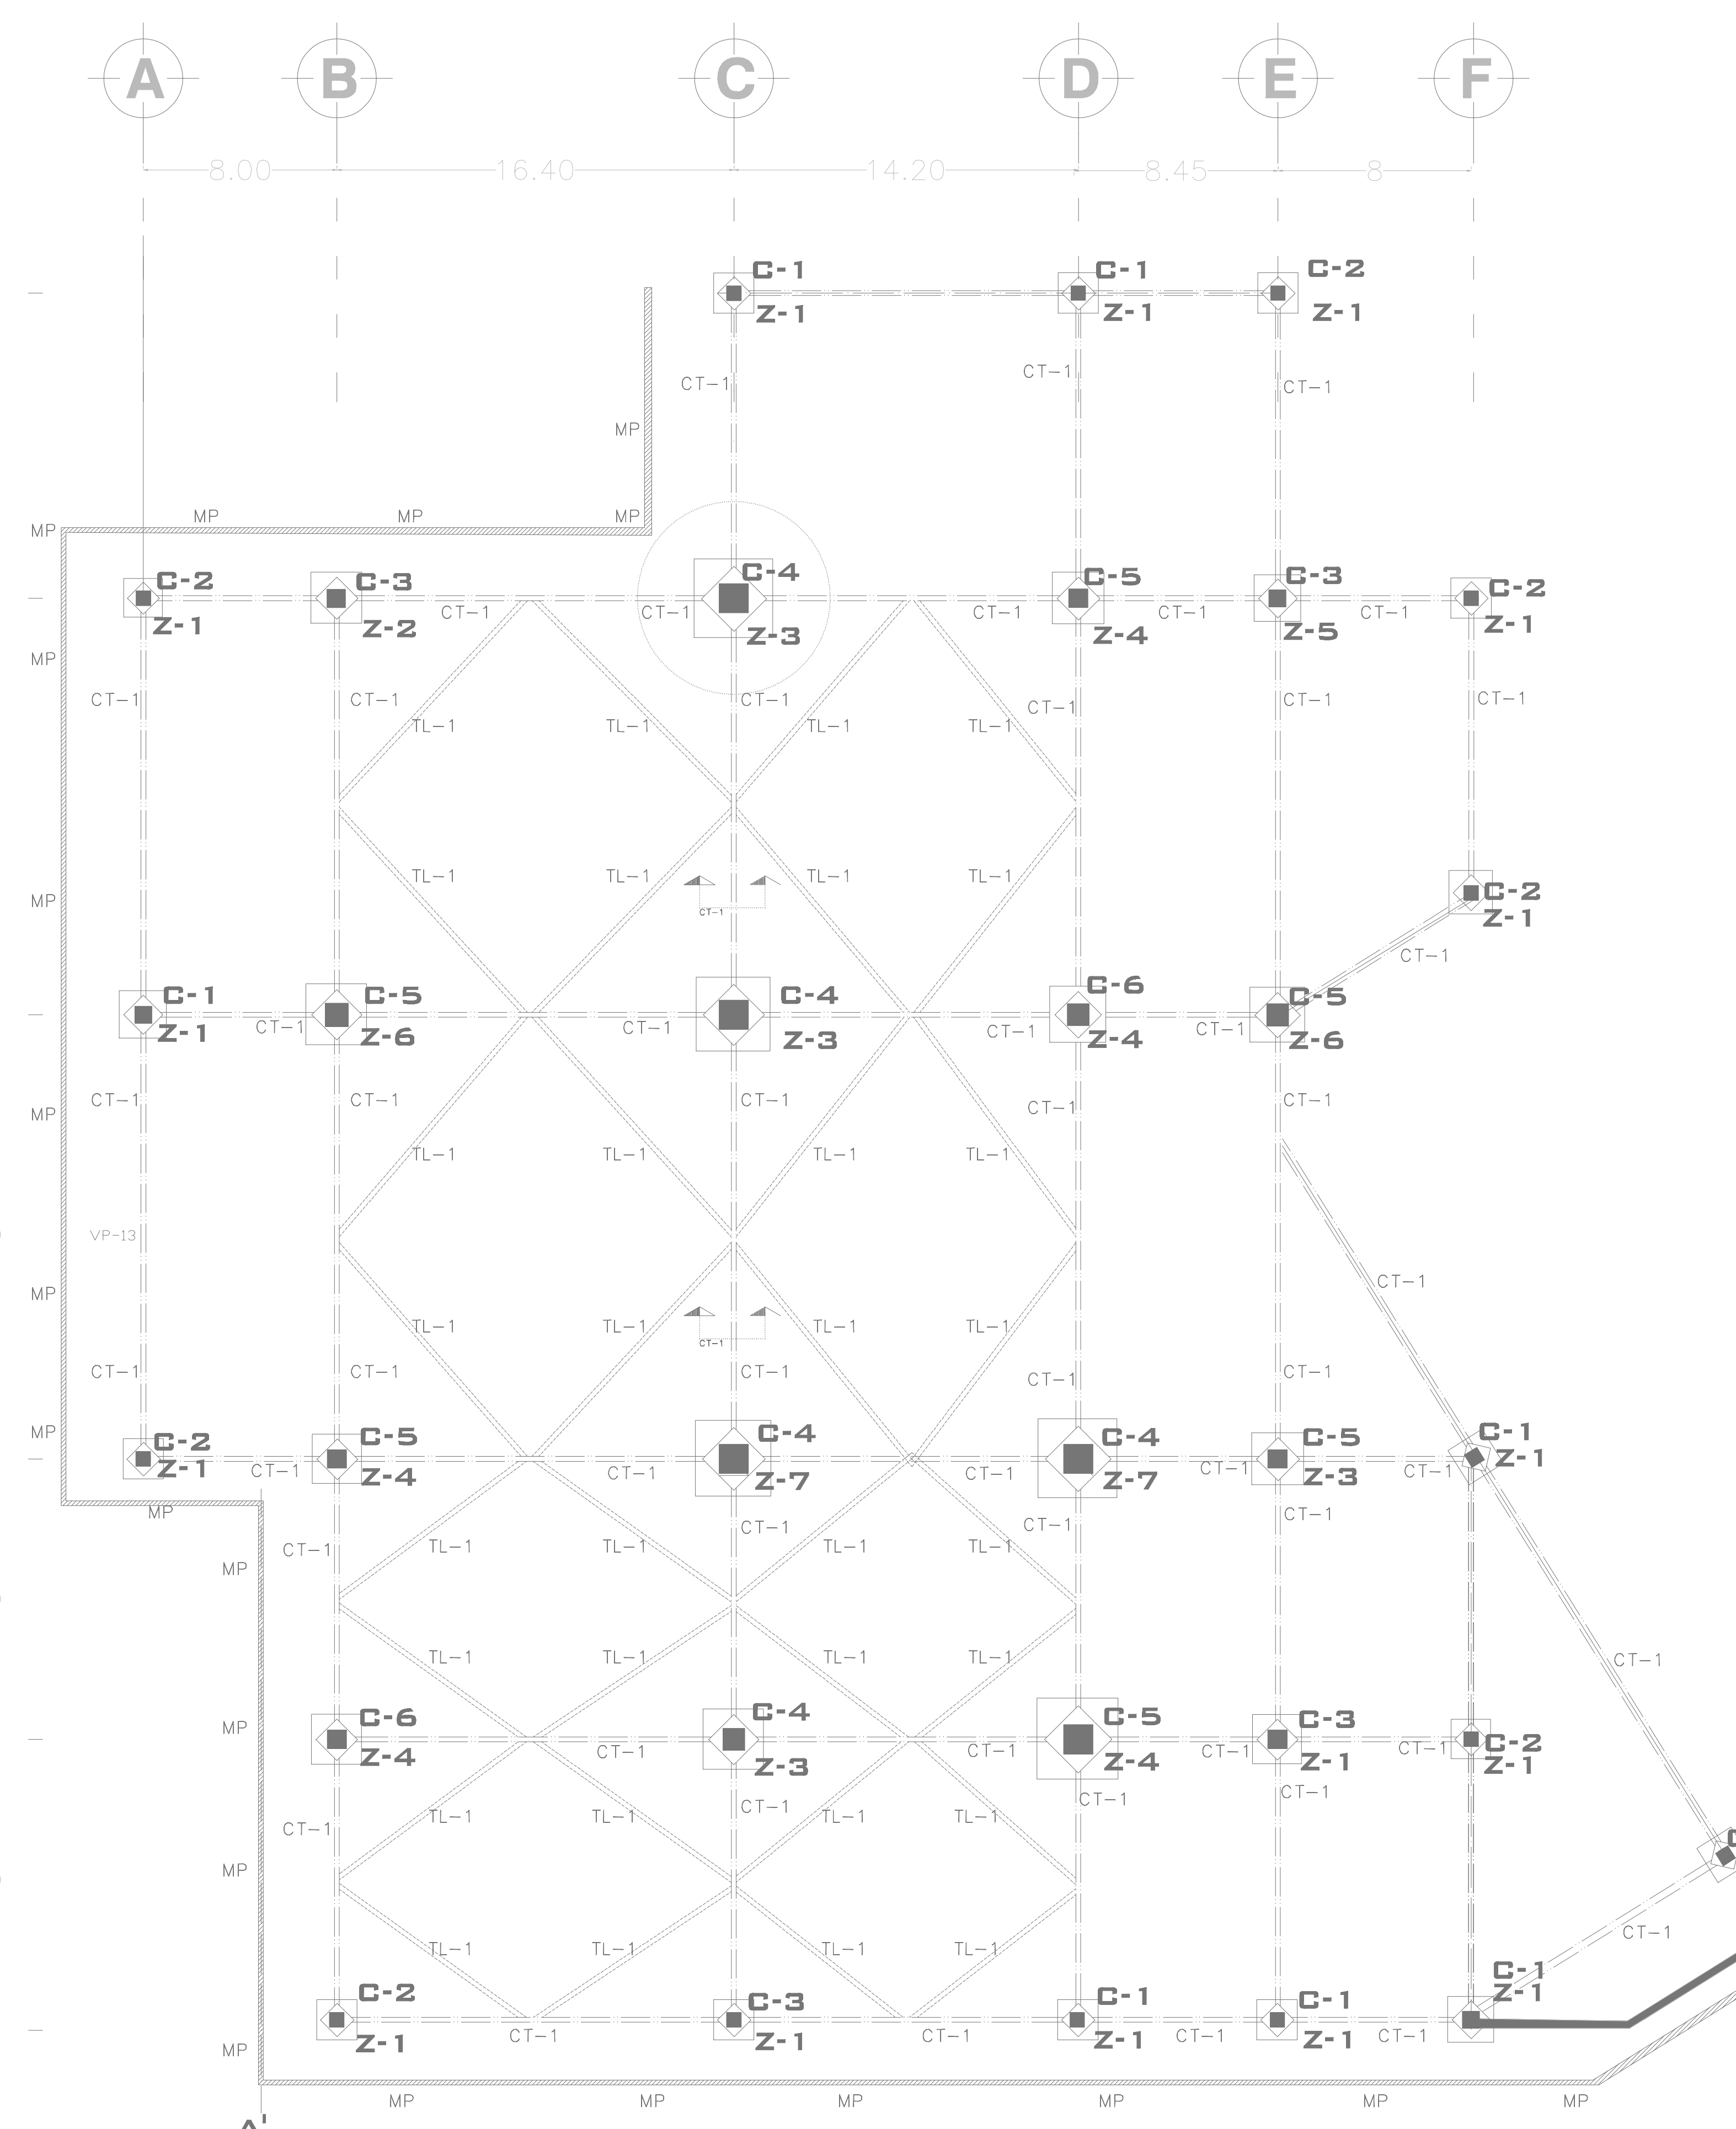 A B C D E F
8.00 16.40 14.20 8.45 8
C-1 C-1 C-2
Z-1 Z-1 Z-1
CT-1 CT-1 CT-1
MP
MP MP MP MP
C-2 C-3 C-4 C-5 C-3 C-2
CT-1 CT-1 CT-1 CT-1 CT-1
Z-1 Z-2 Z-3 Z-4 Z-5 Z-1
MP
CT-1 CT-1 CT-1 CT-1 CT-1 CT-1
TL-1 TL-1 TL-1 TL-1
TL-1 TL-1 TL-1
MP C-2
CT-1
Z-1
CT-1
C-1 C-5 C-4 C-6 C-5
CT-1 CT-1 CT-1 CT-1
Z-1 Z-6 Z-3 Z-4 Z-6
CT-1 CT-1 CT-1 CT-1 CT-1
MP
TL-1 TL-1 TL-1 TL-1
VP-13
CT-1
MP
TL-1 TL-1 TL-1 TL-1
CT-1
CT-1 CT-1 CT-1 CT-1 CT-1
MP
C-2 C-5 C-4 C-4 C-5 C-1
Z-1
Z-1 CT-1 CT-1 CT-1 CT-1 CT-1
Z-4 Z-7 Z-7 Z-3
MP
CT-1 CT-1 CT-1 CT-1
TL-1 TL-1 TL-1 TL-1
MP
TL-1 TL-1 TL-1 TL-1
CT-1
C-6 C-4 C-5 C-3 C-2
MP
CT-1 CT-1 CT-1 CT-1
Z-4 Z-3 Z-4 Z-1 Z-1
CT-1 CT-1 CT-1 CT-1
TL-1 TL-1 TL-1 TL-1
MP
CT-1
TL-1 TL-1 TL-1 TL-1
C-2 C-3 C-1 C-1 C-1
Z-1
CT-1 CT-1 CT-1 CT-1
Z-1 Z-1 Z-1 Z-1
MP
MP MP MP MP MP MP
A'